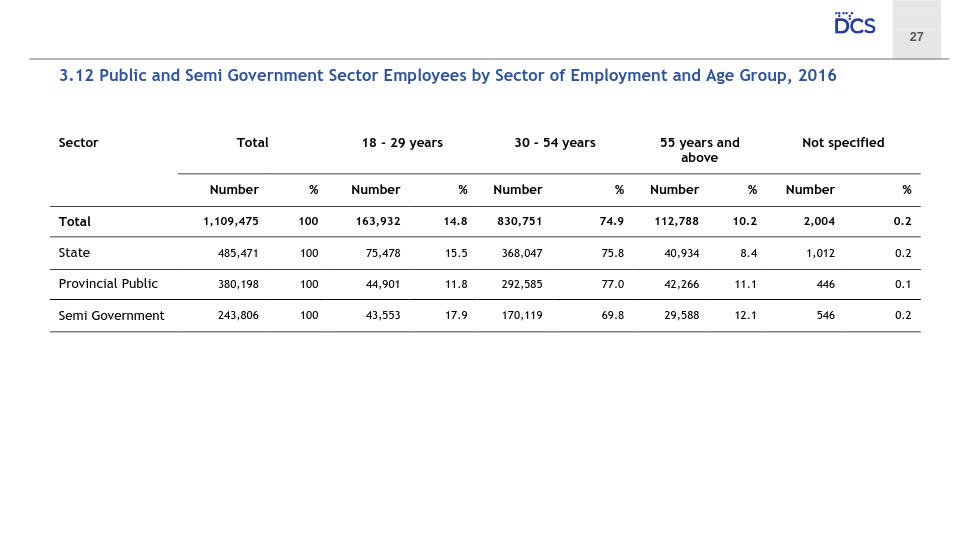 DCS
27
3.12 Public and Semi Government Sector Employees by Sector of Employment and Age Group, 2016
Sector Total 18 - 29 years 30 - 54 years 55 years and above Not specified
Number % Number % Number % Number % Number %
Total 1,109,475 100 163,932 14.8 830,751 74.9 112,788 10.2 2,004 0.2
State 485,471 100 75,478 15.5 368,047 75.8 40,934 8.4 1,012 0.2
Provincial Public 380,198 100 44,901 11.8 292,585 77.0 42,266 11.1 446 0.1
Semi Government 243,806 100 43,553 17.9 170,119 69.8 29,588 12.1 546 0.2